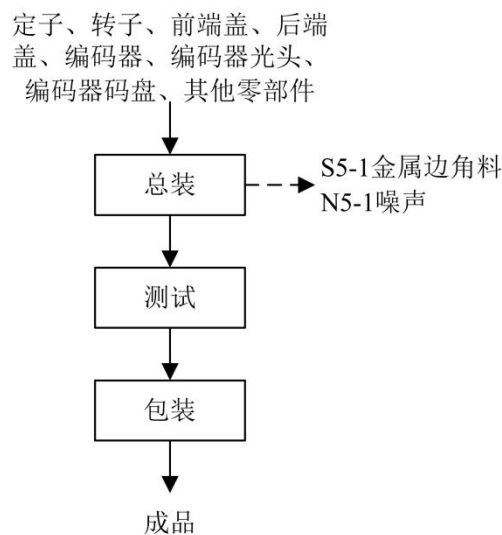 定子、转子、前端盖、后端
盖、编码器、编码器光头、
编码器码盘、其他零部件
总装
S5-1金属边角料
N5-1噪声
测试
包装
成品